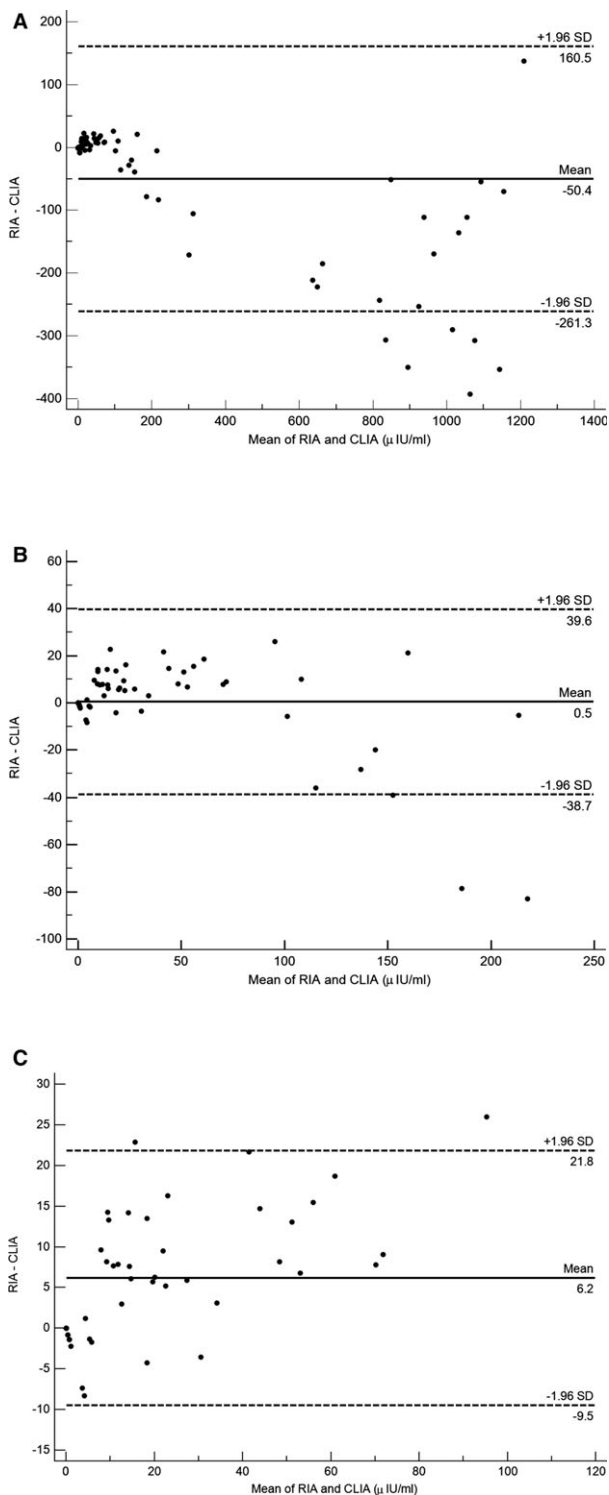 A
200
+1.96 SD
160.5
100
0
Mean
-50.4
-100
-200
-1.96 SD
-261.3
-300
-400
RIA - CLIA
0 200 400 600 800 1000 1200 1400
Mean of RIA and CLIA (μ IU/ml)
B
60
+1.96 SD
40
39.6
20
Mean
0
0.5
-20
-1.96 SD
-40
-38.7
-60
-80
-100
RIA - CLIA
0 50 100 150 200 250
Mean of RIA and CLIA (μ IU/ml)
C
30
25
+1.96 SD
21.8
20
15
10
Mean
6.2
5
0
-5
-1.96 SD
-9.5
-10
-15
RIA - CLIA
0 20 40 60 80 100 120
Mean of RIA and CLIA (μ IU/ml)